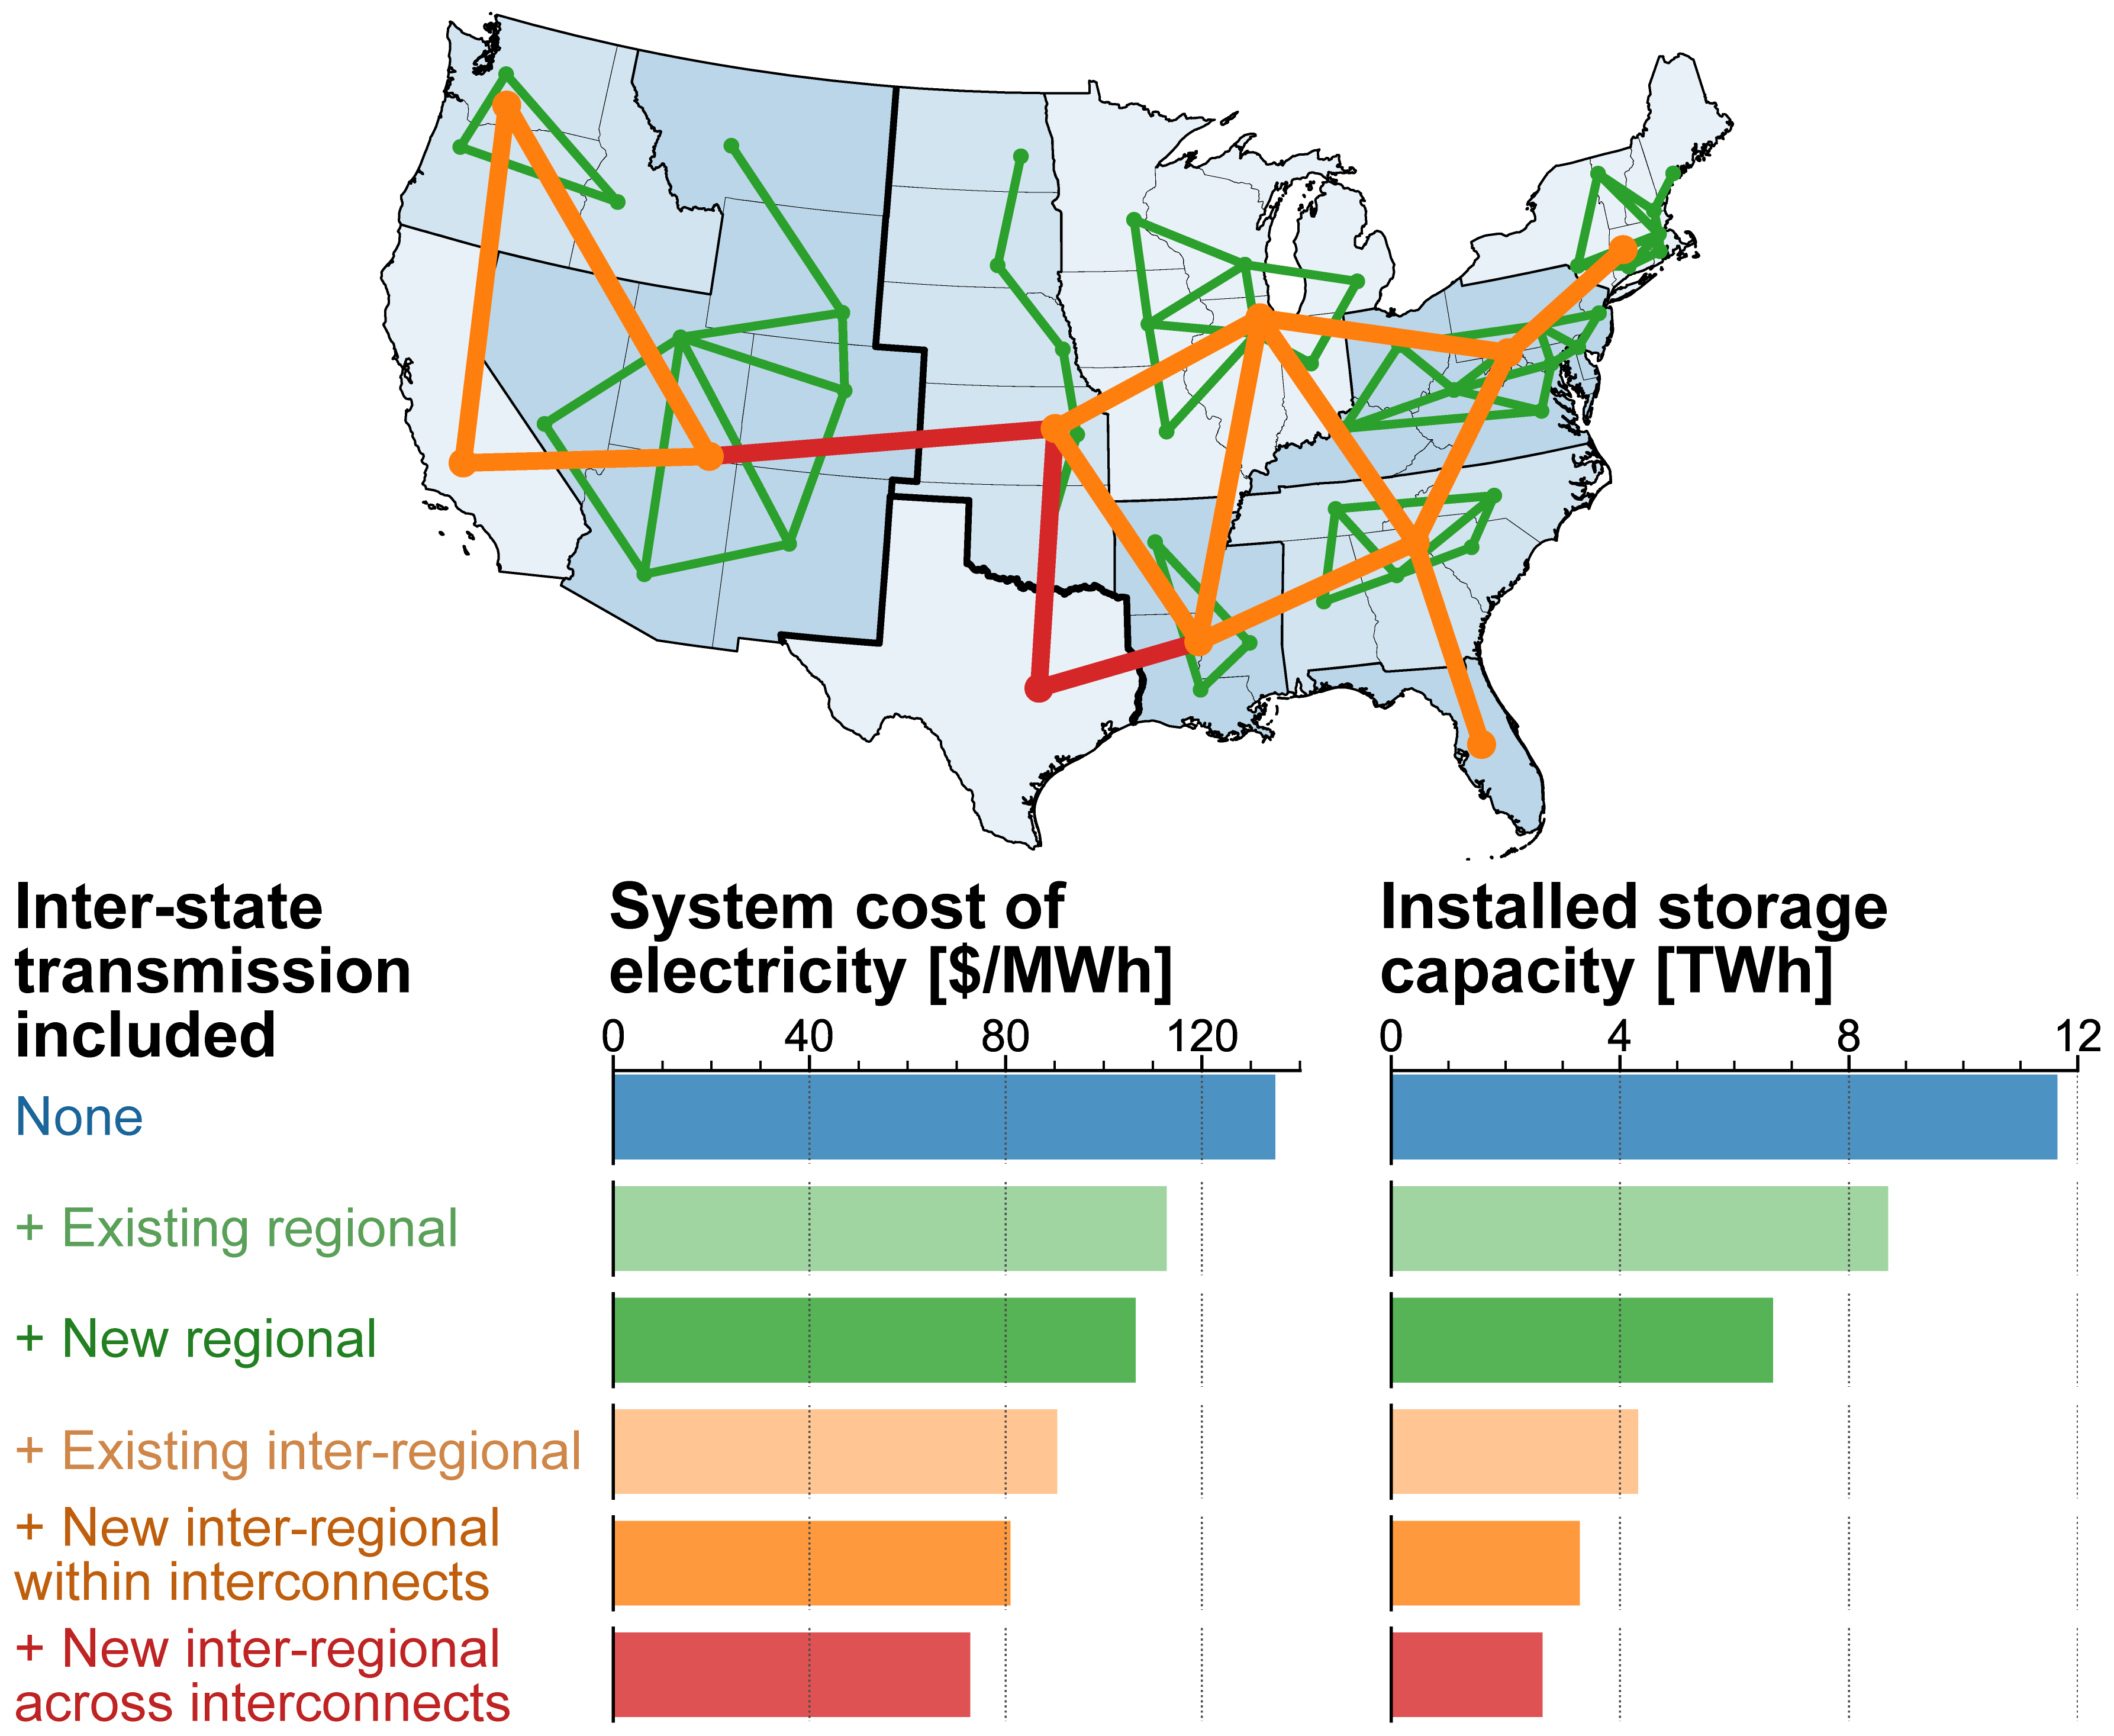 Inter-state
transmission
included
System cost of
electricity [$/MWh]
0 40 80 120
Installed storage
capacity [TWh]
0 4 8 12
None
+ Existing regional
+ New regional
+ Existing inter-regional
+ New inter-regional
within interconnects
+ New inter-regional
across interconnects